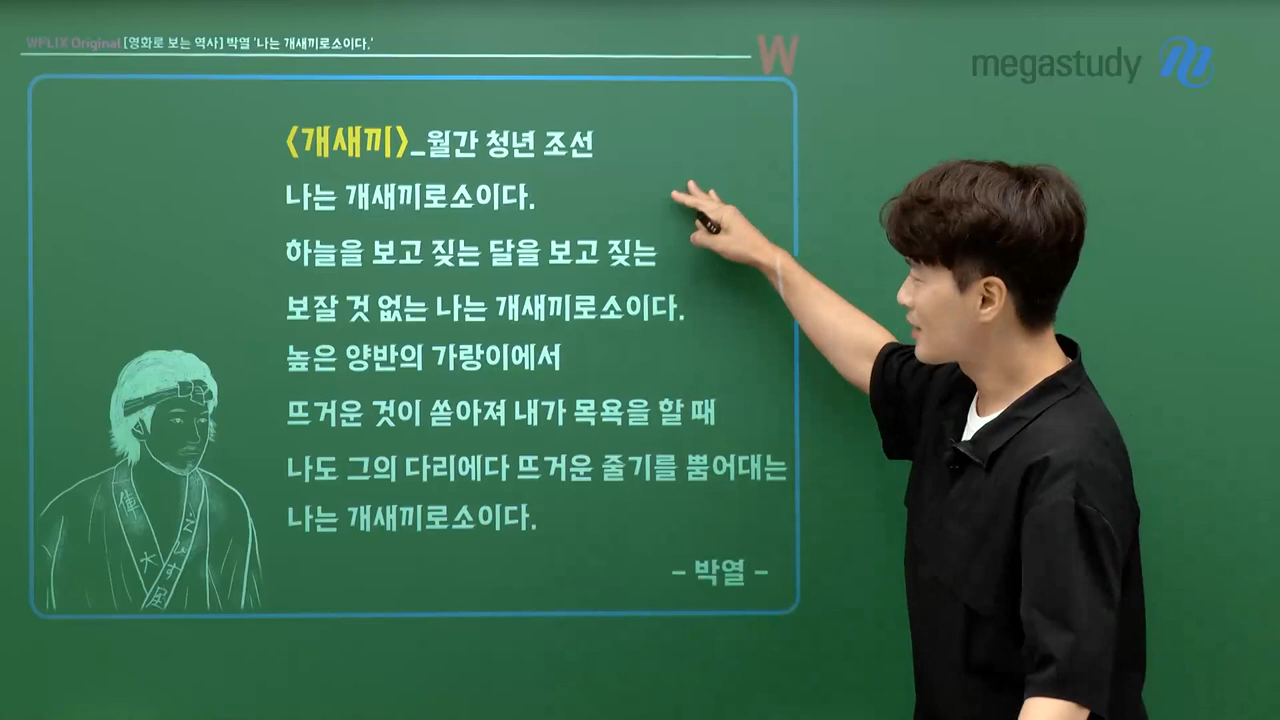 WFLIX Original [영화로 보는 역사] 박열 '나는 개새끼로소이다.'
W
megastudy
<개새끼>_월간 청년 조선
나는 개새끼로소이다.
하늘을 보고 짖는 달을 보고 짖는
보잘 것 없는 나는 개새끼로소이다.
높은 양반의 가랑이에서
뜨거운 것이 쏟아져 내가 목욕을 할 때
나도 그의 다리에다 뜨거운 줄기를 뿜어대는
나는 개새끼로소이다.
- 박열 -